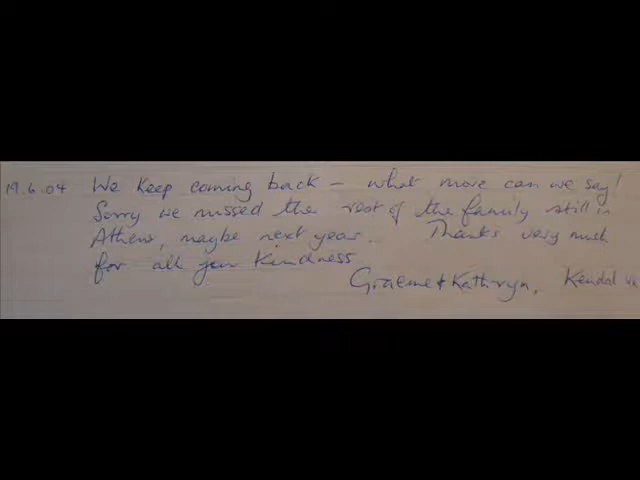 19.6.04 We keep coming back - what more can we say!
Sorry we missed the rest of the family still in
Athens, maybe next year. Thanks very much
for all your kindness
Graeme & Kathryn, Kendal UK